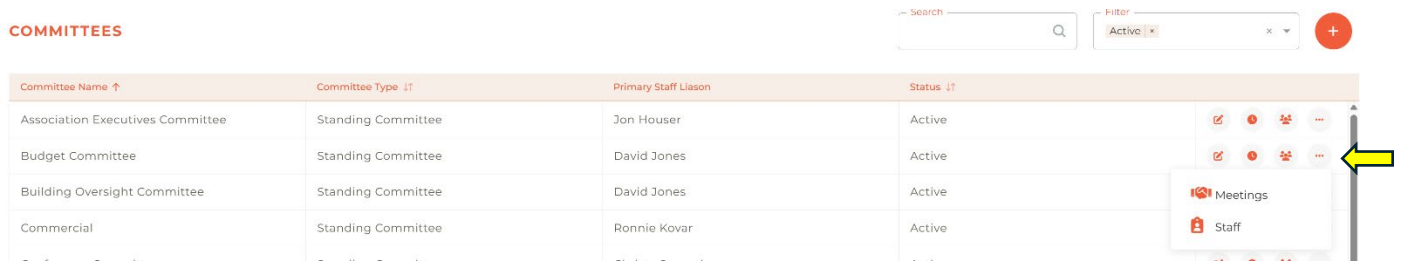 COMMITTEES
Search
Filter
Active ×
Committee Name ↑ Committee Type ↓↑ Primary Staff Liason Status ↓↑
Association Executives Committee Standing Committee Jon Houser Active
Budget Committee Standing Committee David Jones Active
Building Oversight Committee Standing Committee David Jones Active
Meetings
Commercial Standing Committee Ronnie Kovar Active
Staff